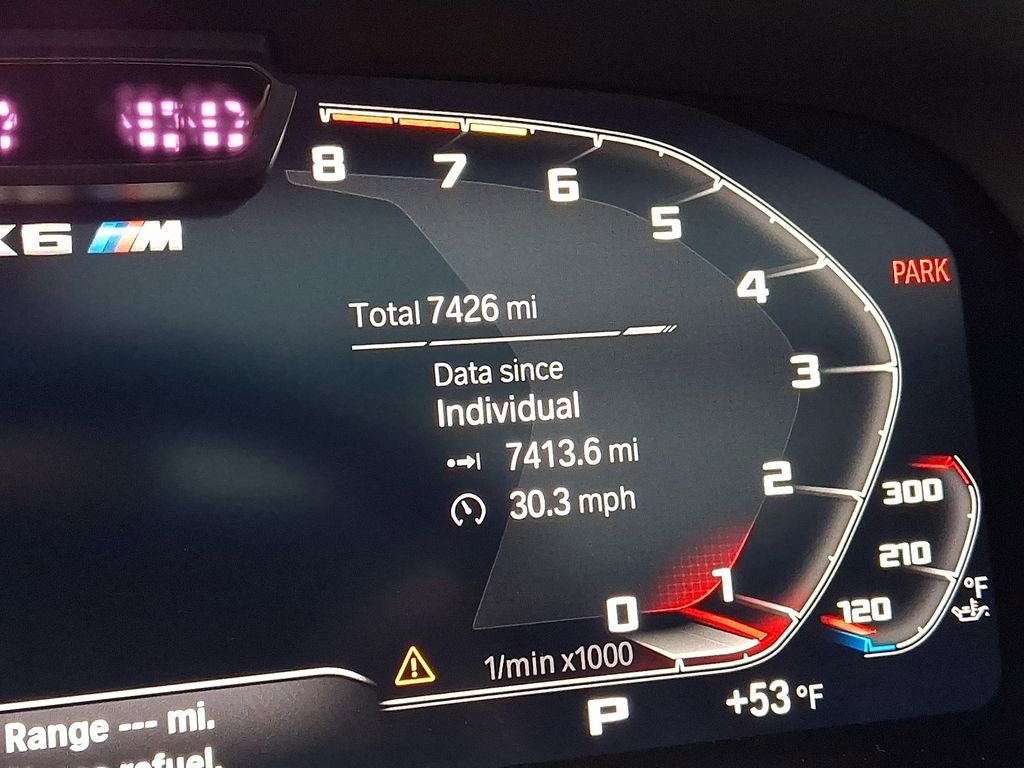 X6 M
8
7
6
5
4
3
2
1
0
PARK
Total 7426 mi
Data since
Individual
7413.6 mi
30.3 mph
300
210
120
°F
1/min x1000
P
+53 °F
Range --- mi.
refuel.